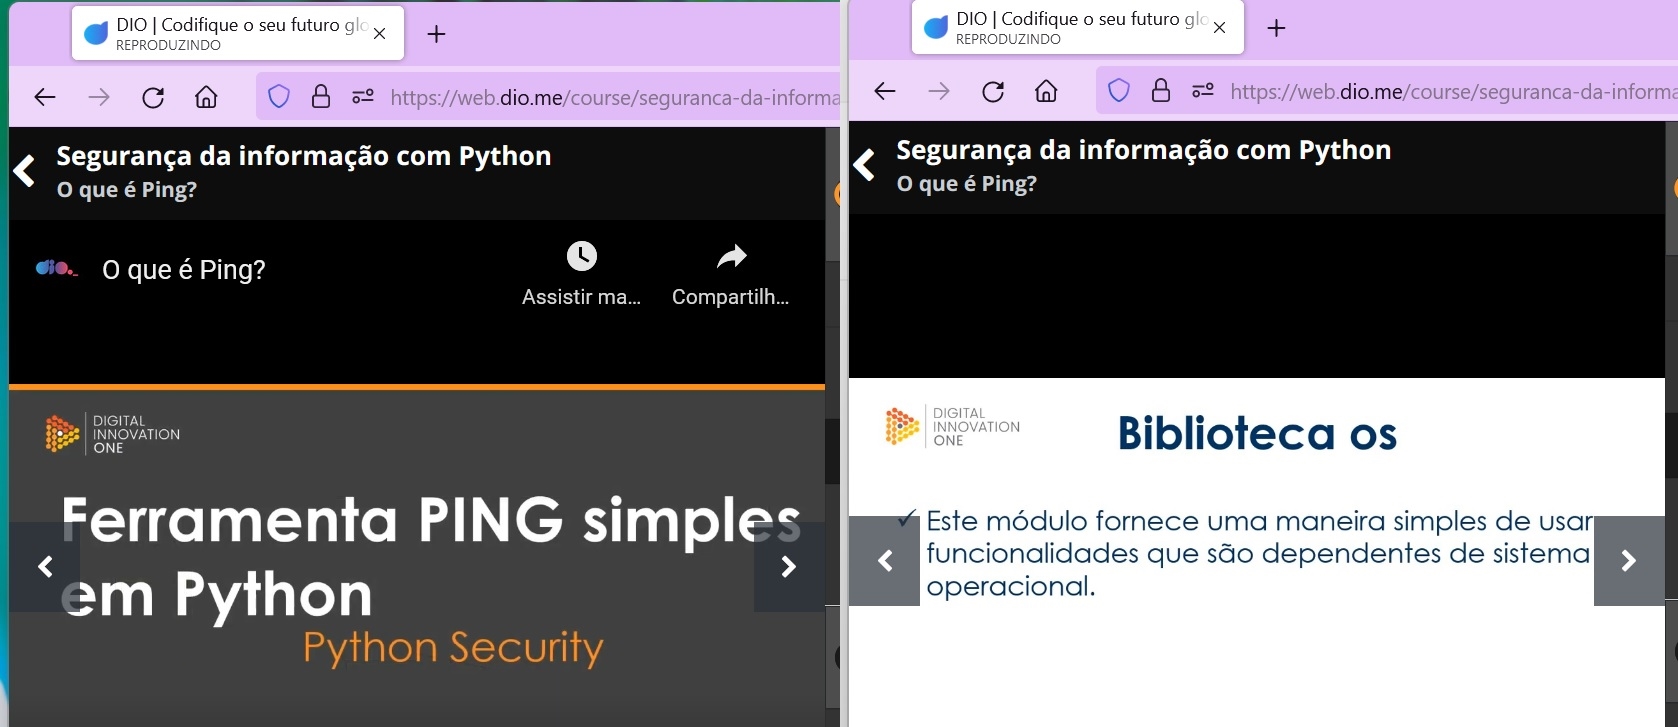 DIO | Codifique o seu futuro glo
REPRODUZINDO
https://web.dio.me/course/seguranca-da-informa
Segurança da informação com Python
O que é Ping?
dio._ O que é Ping?
Assistir ma...
Compartilh...
DIGITAL
INNOVATION
ONE
Ferramenta PING simples
em Python
Python Security
DIO | Codifique o seu futuro glo
REPRODUZINDO
https://web.dio.me/course/seguranca-da-informa
Segurança da informação com Python
O que é Ping?
DIGITAL
INNOVATION
ONE
Biblioteca os
✓ Este módulo fornece uma maneira simples de usar
funcionalidades que são dependentes de sistema
operacional.